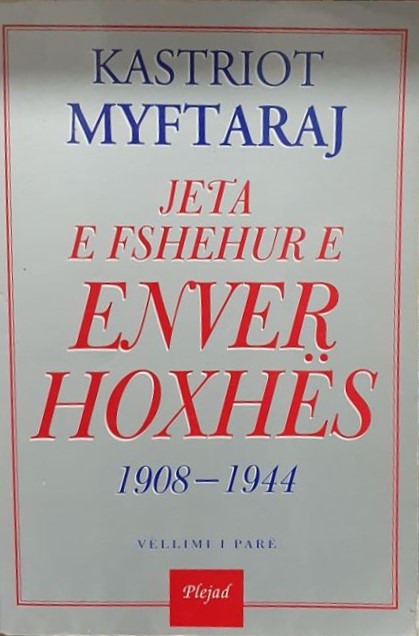 KASTRIOT
MYFTARAJ
JETA
E FSHEHUR E
ENVER
HOXHËS
1908–1944
VËLLIMI I PARË
Plejad